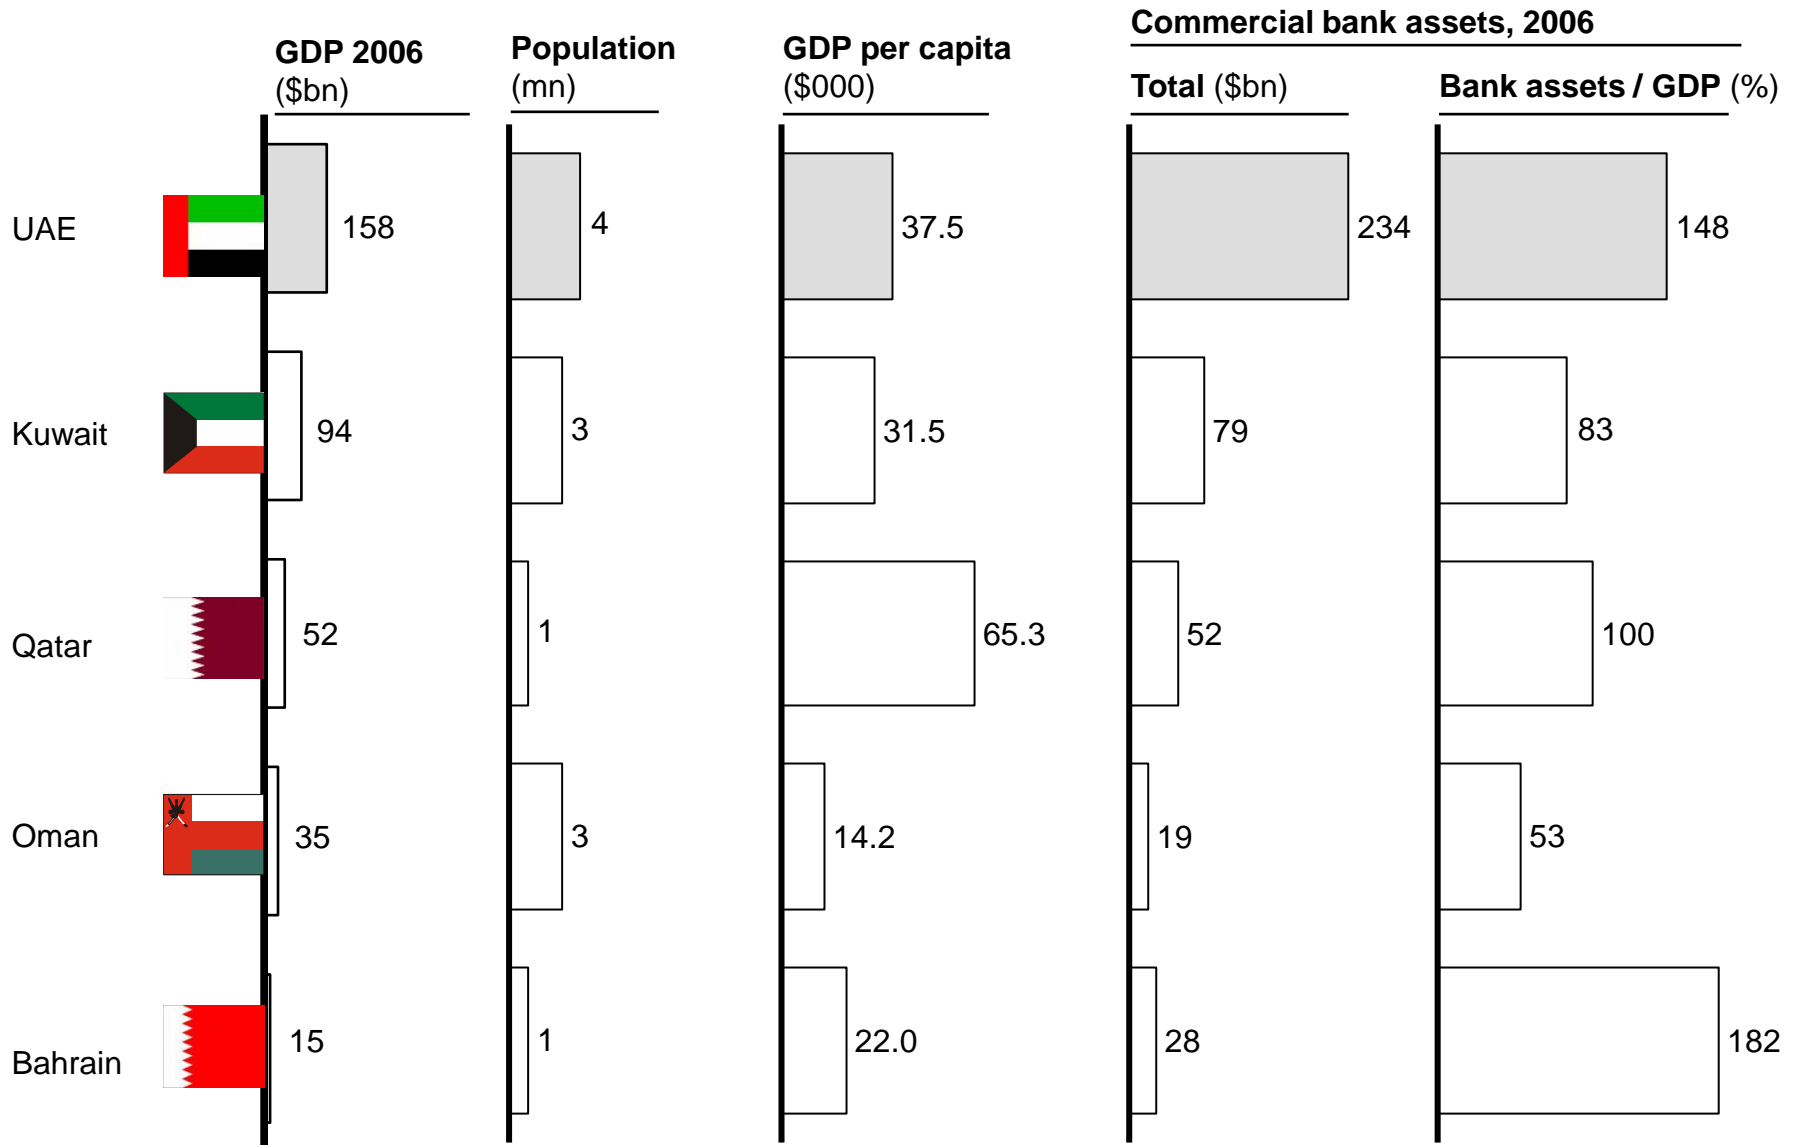 Commercial bank assets, 2006
GDP 2006
($bn)
Population
(mn)
GDP per capita
($000)
Total ($bn)
Bank assets / GDP (%)
UAE
158
4
37.5
234
148
Kuwait
94
3
31.5
79
83
Qatar
52
1
65.3
52
100
Oman
35
3
14.2
19
53
Bahrain
15
1
22.0
28
182